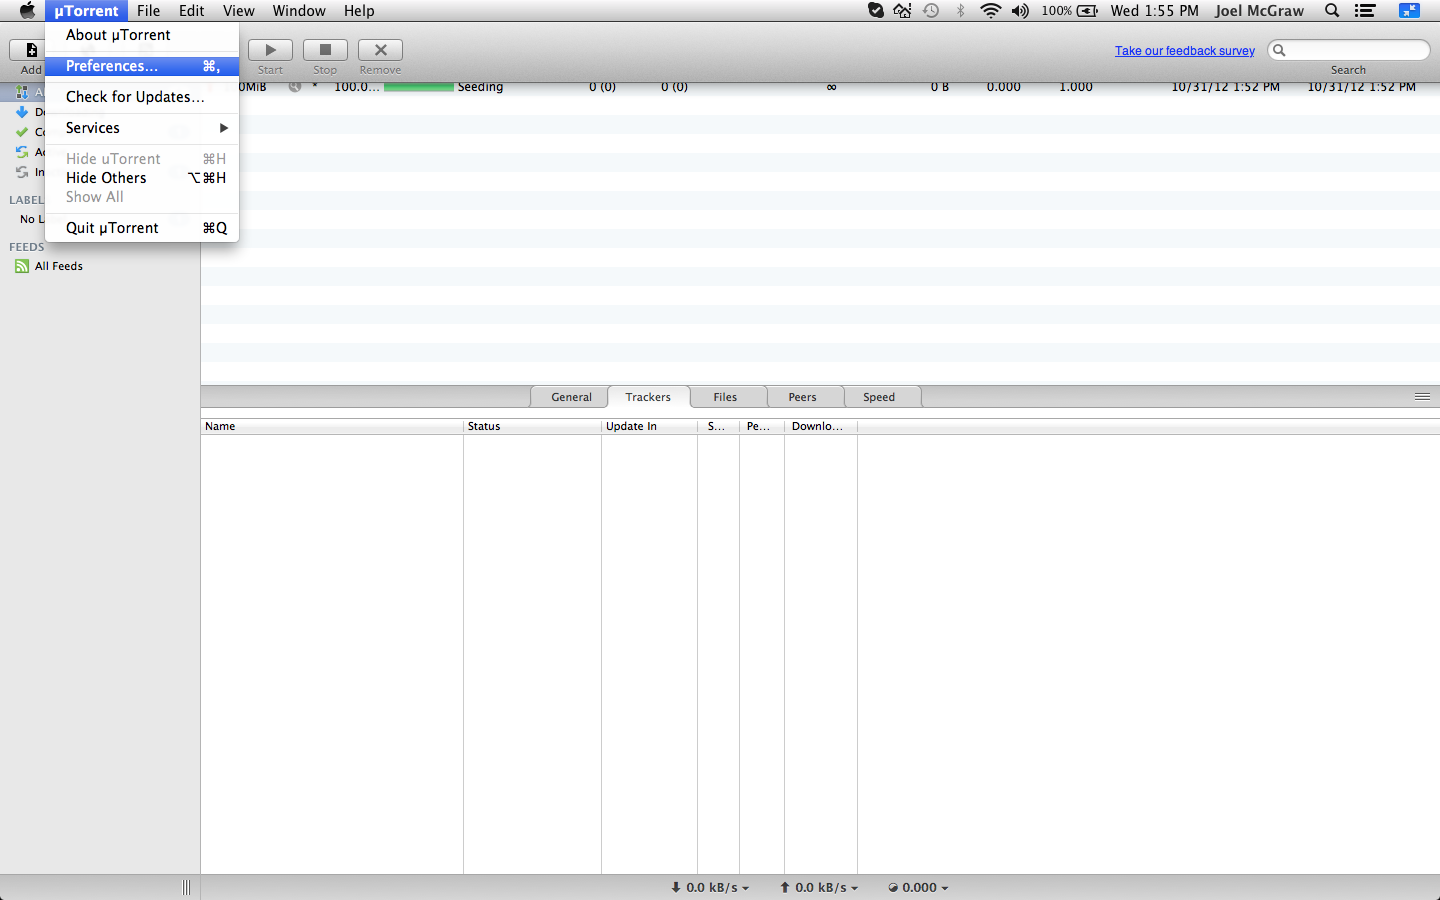 µTorrent File Edit View Window Help 100% Wed 1:55 PM Joel McGraw
About µTorrent
Preferences... ⌘,
Check for Updates...
Services ▶
Hide uTorrent ⌘H
Hide Others ⌥⌘H
Show All
Quit µTorrent ⌘Q
Add Start Stop Remove
Take our feedback survey
Search
MiB * 100.0... Seeding 0 (0) 0 (0) ∞ 0 B 0.000 1.000 10/31/12 1:52 PM 10/31/12 1:52 PM
LABEL
No L
FEEDS
All Feeds
General Trackers Files Peers Speed
Name Status Update In S... Pe... Downlo...
0.0 kB/s 0.0 kB/s 0.000